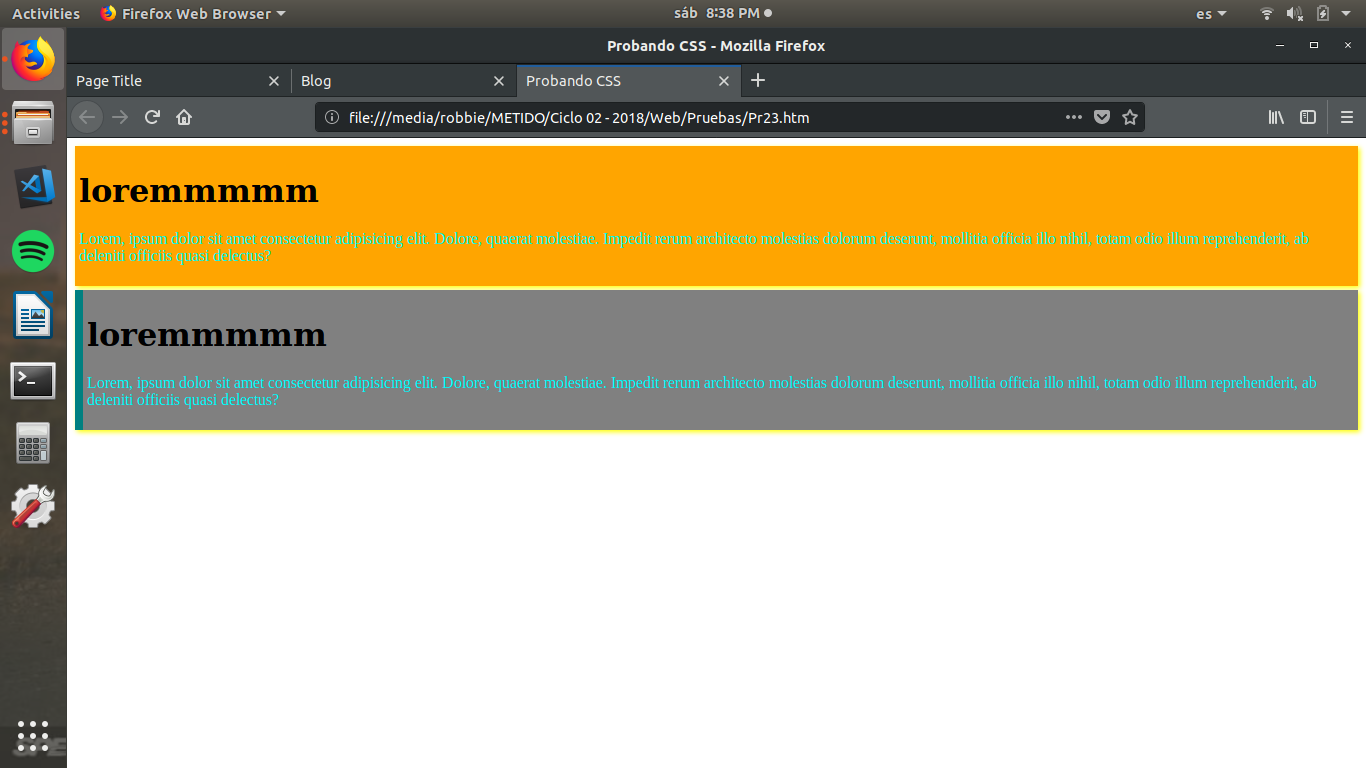 Activities Firefox Web Browser sáb 8:38 PM es
Probando CSS - Mozilla Firefox
Page Title Blog Probando CSS
file:///media/robbie/METIDO/Ciclo 02 - 2018/Web/Pruebas/Pr23.htm
loremmmmm
Lorem, ipsum dolor sit amet consectetur adipisicing elit. Dolore, quaerat molestiae. Impedit rerum architecto molestias dolorum deserunt, mollitia officia illo nihil, totam odio illum reprehenderit, ab
deleniti officiis quasi delectus?
loremmmmm
Lorem, ipsum dolor sit amet consectetur adipisicing elit. Dolore, quaerat molestiae. Impedit rerum architecto molestias dolorum deserunt, mollitia officia illo nihil, totam odio illum reprehenderit, ab
deleniti officiis quasi delectus?